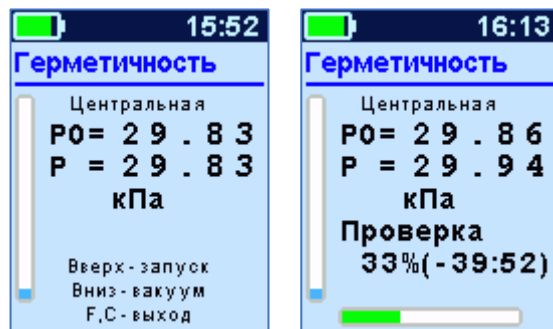 15:52
Герметичность
Центральная
P0= 29.83
P = 29.83
кПа
Вверх-запуск
Вниз-вакуум
F,C-выход
16:13
Герметичность
Центральная
P0= 29.86
P = 29.94
кПа
Проверка
33%(-39:52)